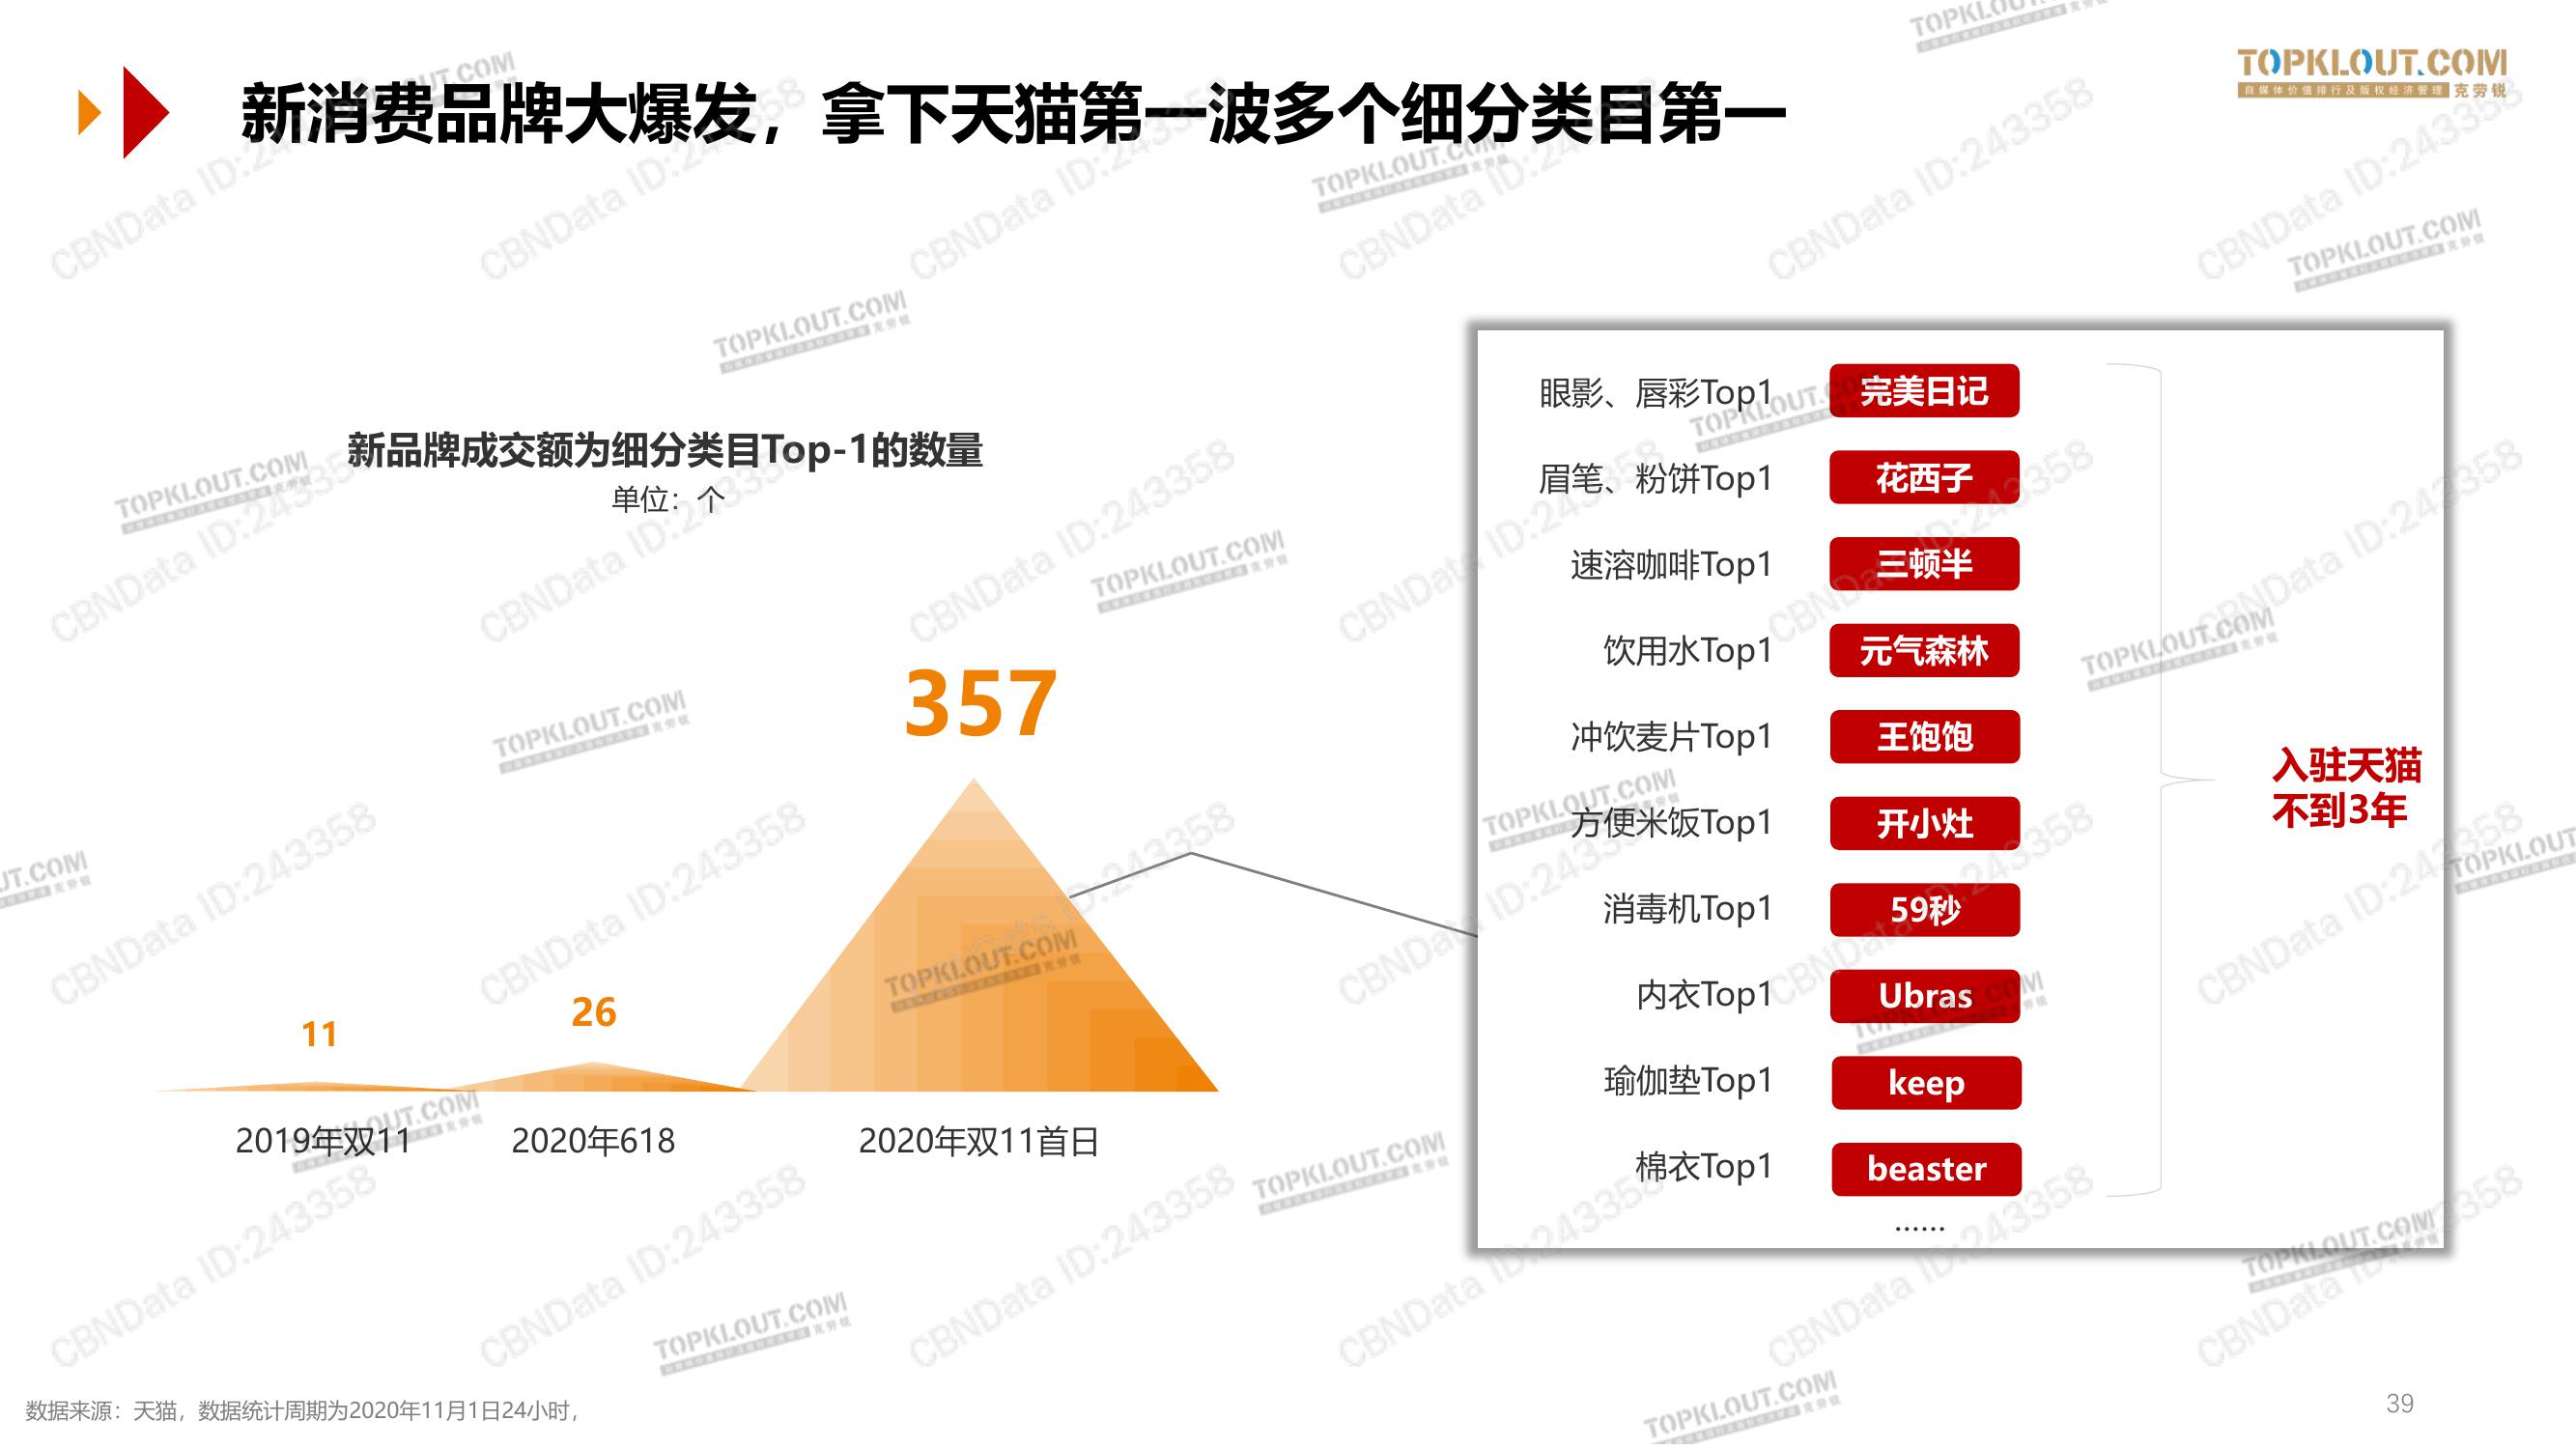 新消费品牌大爆发，拿下天猫第一波多个细分类目第一
TOPKLOUT.COM
自媒体价值排行及版权经济管理 克劳锐
新品牌成交额为细分类目Top-1的数量
单位：个
357
26
11
2019年双11
2020年618
2020年双11首日
眼影、唇彩Top1 完美日记
眉笔、粉饼Top1 花西子
速溶咖啡Top1 三顿半
饮用水Top1 元气森林
冲饮麦片Top1 王饱饱
方便米饭Top1 开小灶
消毒机Top1 59秒
内衣Top1 Ubras
瑜伽垫Top1 keep
棉衣Top1 beaster
......
入驻天猫
不到3年
数据来源：天猫，数据统计周期为2020年11月1日24小时，
39
CBNData ID:243358